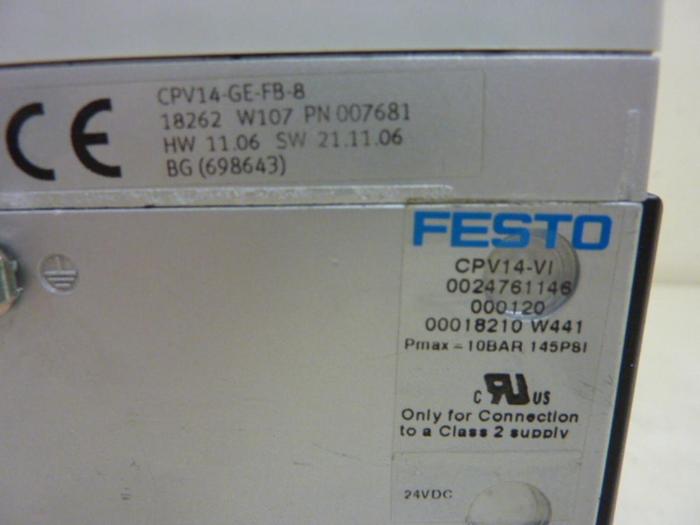 CE
CPV14-GE-FB-8
18262 W107 PN 007681
HW 11.06 SW 21.11.06
BG (698643)
FESTO
CPV14-VI
0024761146
000120
00018210 W441
Pmax = 10BAR 145PSI
C RU US
Only for Connection
to a Class 2 supply
24VDC